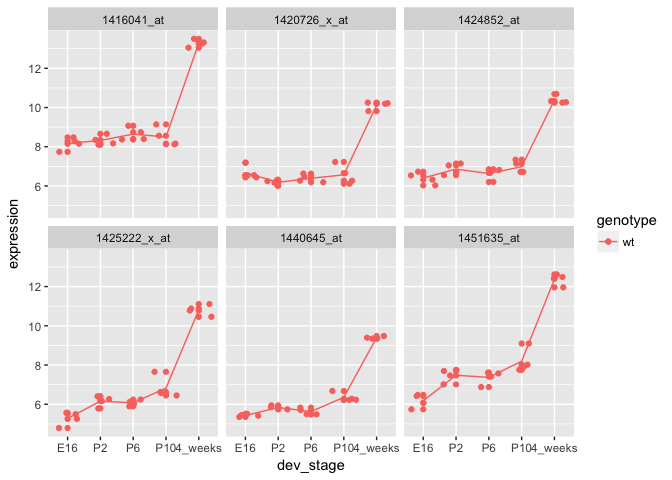 1416041_at 1420726_x_at 1424852_at
12
10
8
6
expression
genotype
wt
1425222_x_at 1440645_at 1451635_at
12
10
8
6
E16 P2 P6 P104_weeks E16 P2 P6 P104_weeks E16 P2 P6 P104_weeks
dev_stage